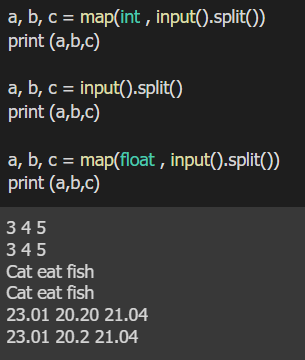 a, b, c = map(int , input().split())
print (a,b,c)
a, b, c = input().split()
print (a,b,c)
a, b, c = map(float , input().split())
print (a,b,c)
3 4 5
3 4 5
Cat eat fish
Cat eat fish
23.01 20.20 21.04
23.01 20.2 21.04